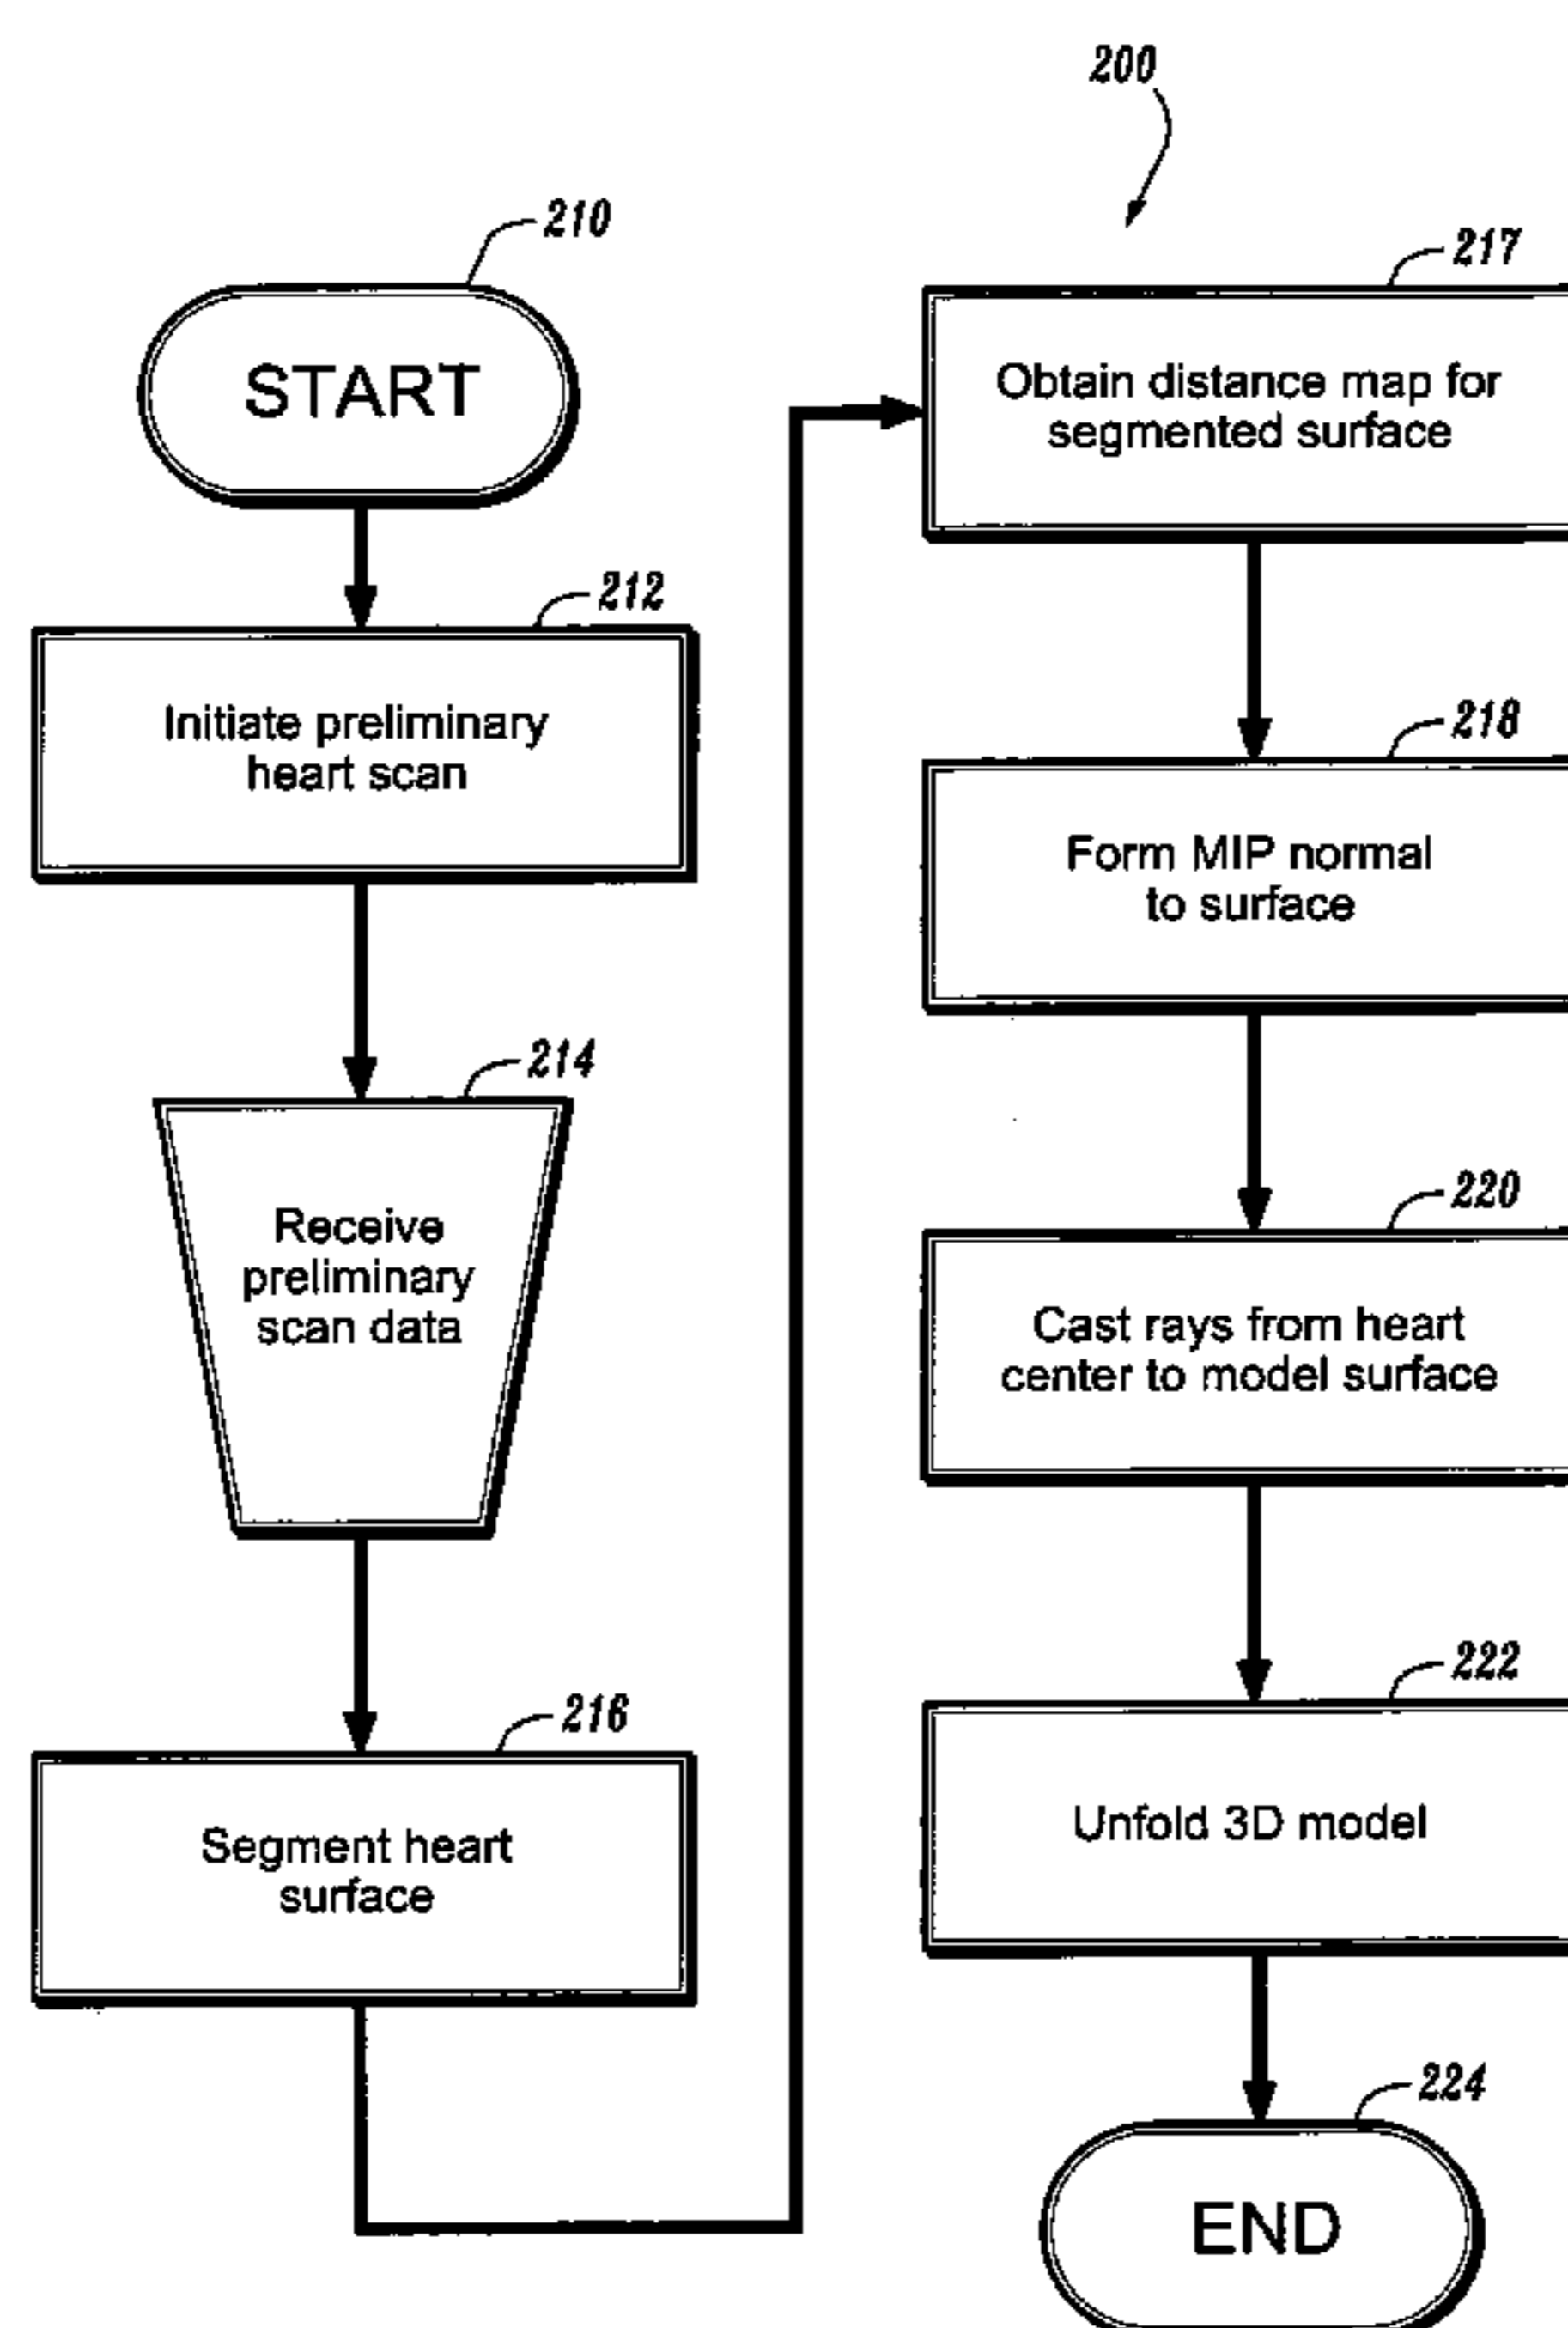 200
210
START
212
Initiate preliminary
heart scan
214
Receive
preliminary
scan data
216
Segment heart
surface
217
Obtain distance map for
segmented surface
218
Form MIP normal
to surface
220
Cast rays from heart
center to model surface
222
Unfold 3D model
224
END